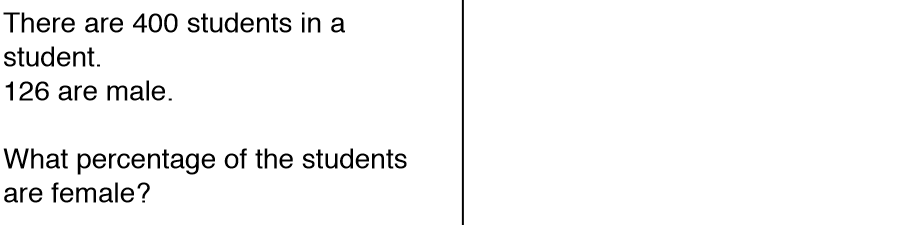 There are 400 students in a
student.
126 are male.
What percentage of the students
are female?